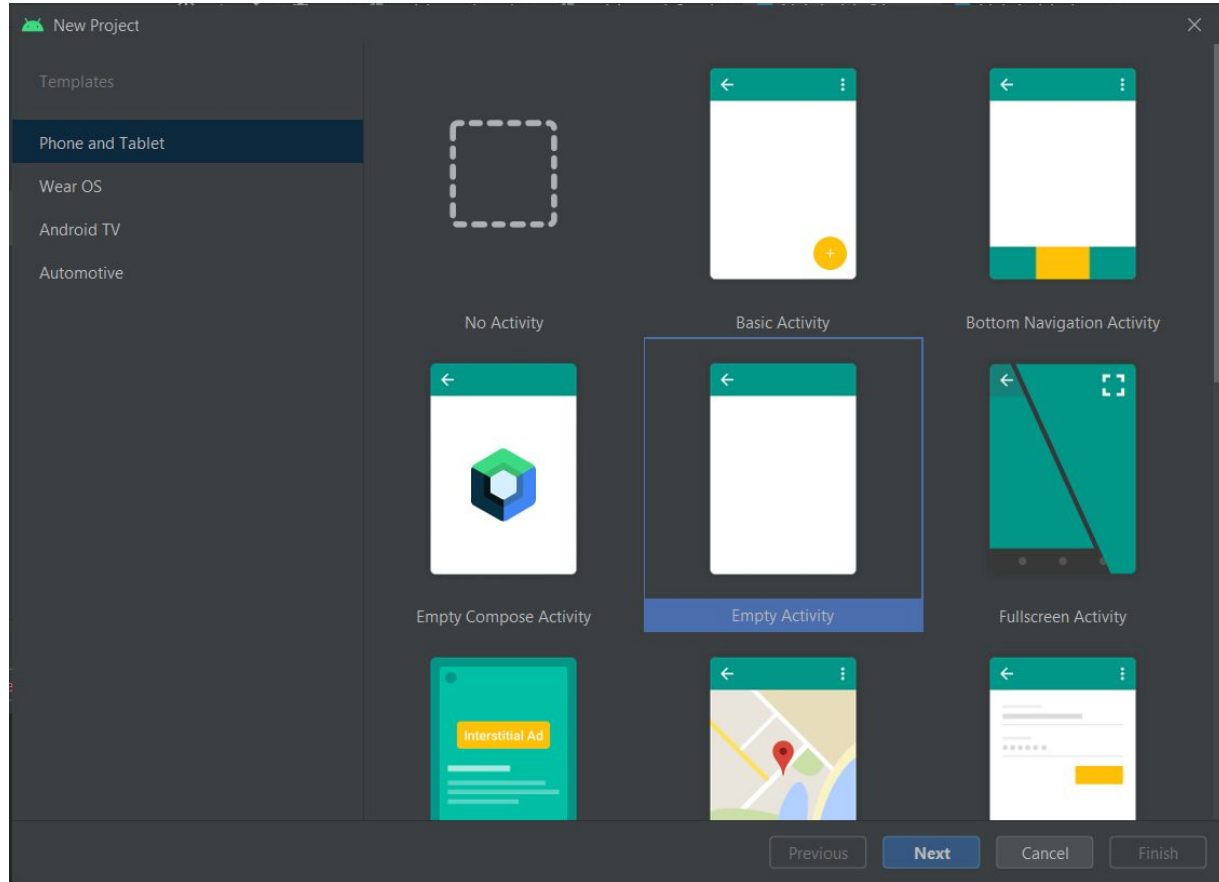 New Project
Templates
Phone and Tablet
Wear OS
Android TV
Automotive
No Activity
Basic Activity
Bottom Navigation Activity
Empty Compose Activity
Empty Activity
Fullscreen Activity
Interstitial Ad
Previous
Next
Cancel
Finish